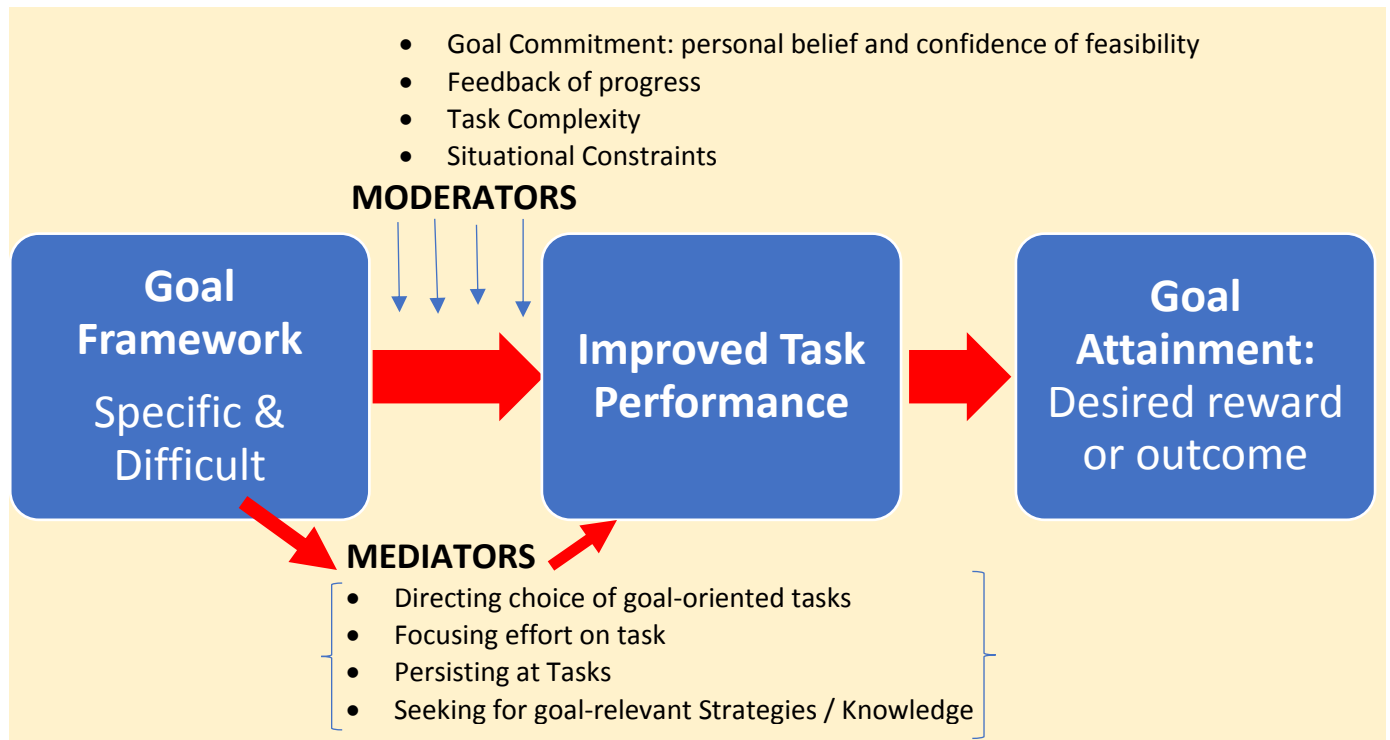 • Goal Commitment: personal belief and confidence of feasibility
• Feedback of progress
• Task Complexity
• Situational Constraints
MODERATORS
Goal
Framework
Specific &
Difficult
Improved Task
Performance
Goal
Attainment:
Desired reward
or outcome
MEDIATORS
• Directing choice of goal-oriented tasks
• Focusing effort on task
• Persisting at Tasks
• Seeking for goal-relevant Strategies / Knowledge